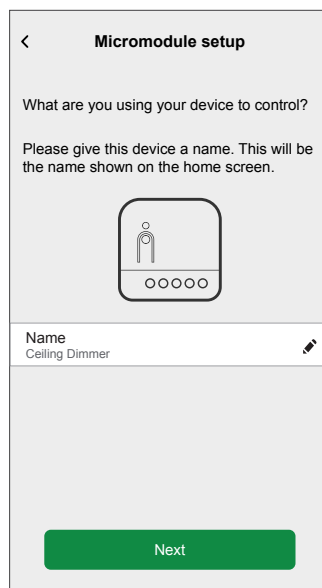 Micromodule setup
What are you using your device to control?
Please give this device a name. This will be
the name shown on the home screen.
Name
Ceiling Dimmer
Next